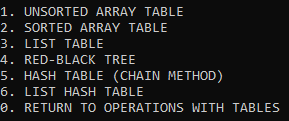 1. UNSORTED ARRAY TABLE
2. SORTED ARRAY TABLE
3. LIST TABLE
4. RED-BLACK TREE
5. HASH TABLE (CHAIN METHOD)
6. LIST HASH TABLE
0. RETURN TO OPERATIONS WITH TABLES